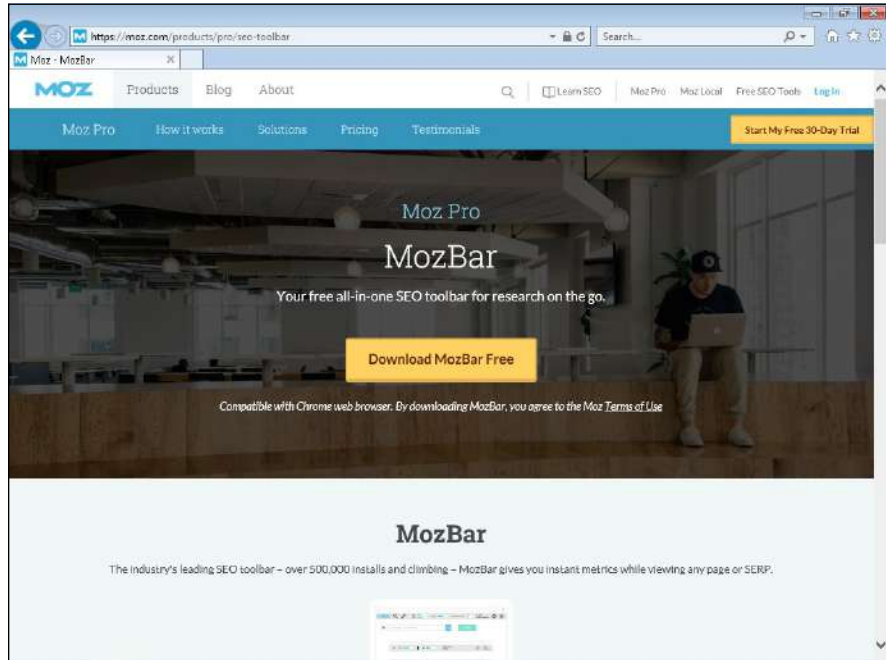 https://moz.com/products/pro/seo-toolbar
Search...
Moz - MozBar
MOZ Products Blog About Learn SEO Moz Pro Moz Local Free SEO Tools Log in
Moz Pro How it works Solutions Pricing Testimonials Start My Free 30-Day Trial
Moz Pro
MozBar
Your free all-in-one SEO toolbar for research on the go.
Download MozBar Free
Compatible with Chrome web browser. By downloading MozBar, you agree to the Moz Terms of Use
MozBar
The industry's leading SEO toolbar – over 500,000 installs and climbing – MozBar gives you instant metrics while viewing any page or SERP.